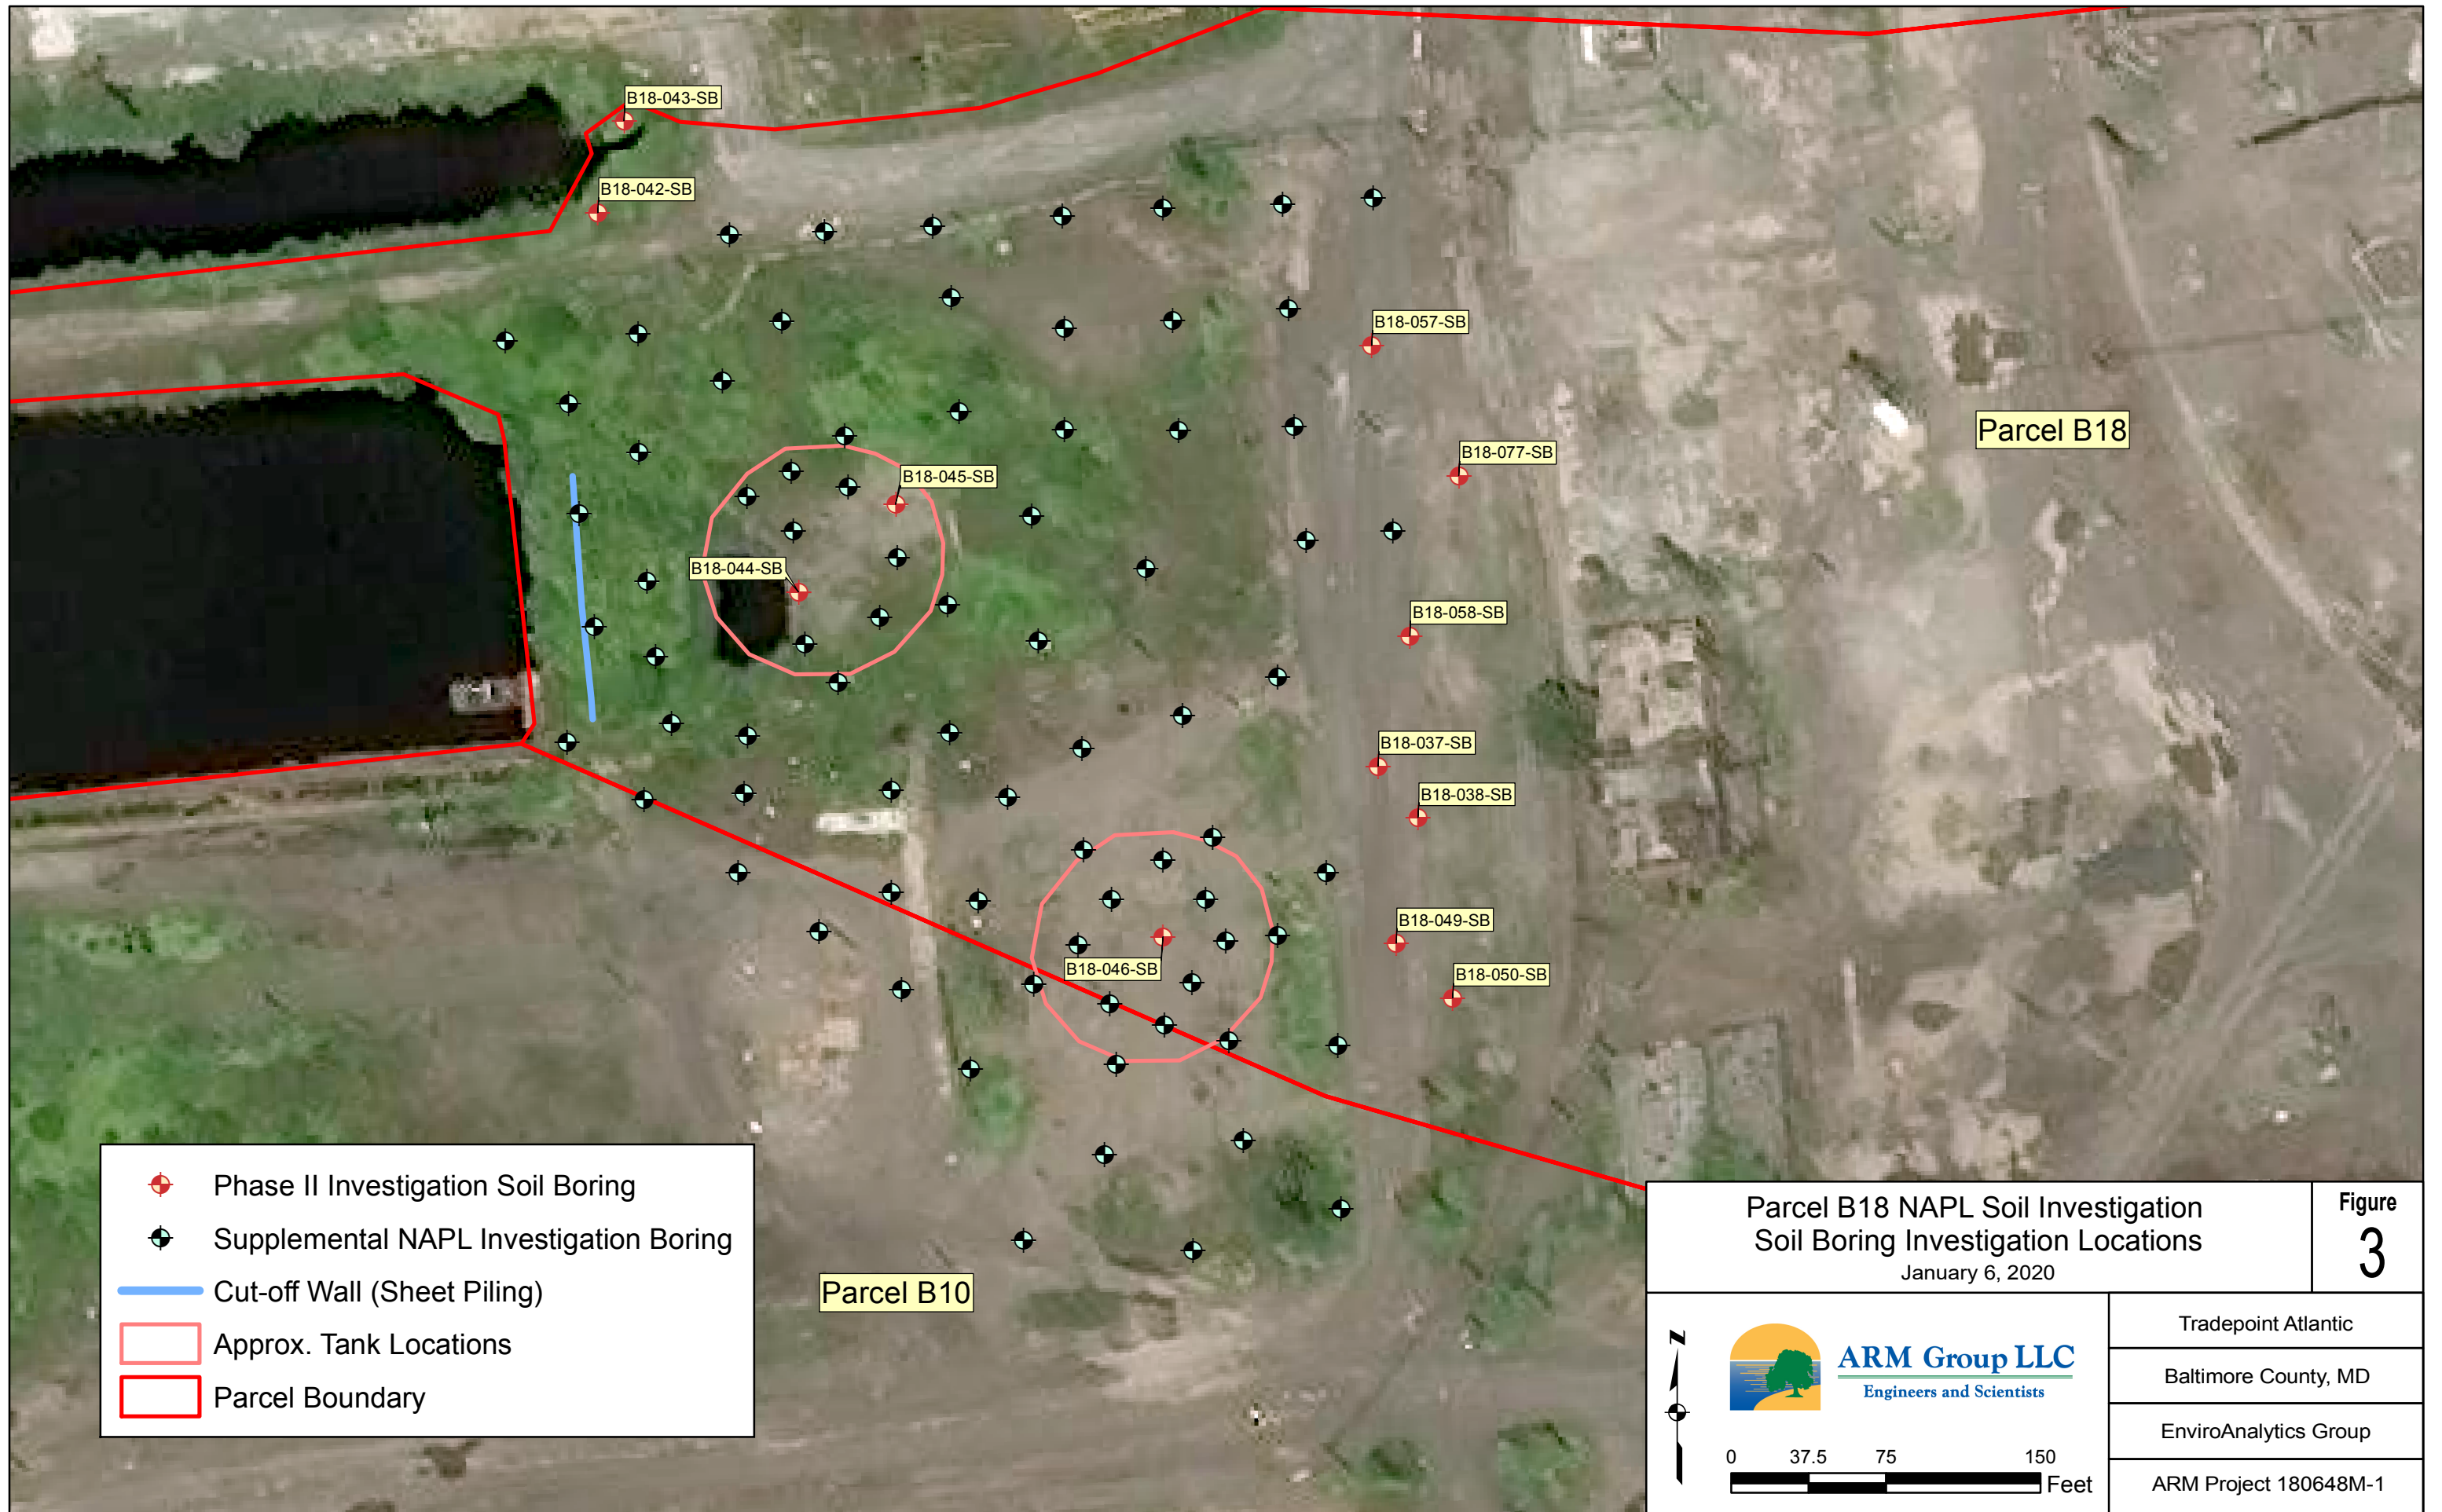 B18-043-SB
B18-042-SB
B18-057-SB
Parcel B18
B18-077-SB
B18-045-SB
B18-044-SB
B18-058-SB
B18-037-SB
B18-038-SB
B18-049-SB
B18-046-SB
B18-050-SB
Parcel B10
Phase II Investigation Soil Boring
Supplemental NAPL Investigation Boring
Cut-off Wall (Sheet Piling)
Approx. Tank Locations
Parcel Boundary
Parcel B18 NAPL Soil Investigation
Soil Boring Investigation Locations
January 6, 2020
Figure
3
N
ARM Group LLC
Engineers and Scientists
0 37.5 75 150
Feet
Tradepoint Atlantic
Baltimore County, MD
EnviroAnalytics Group
ARM Project 180648M-1